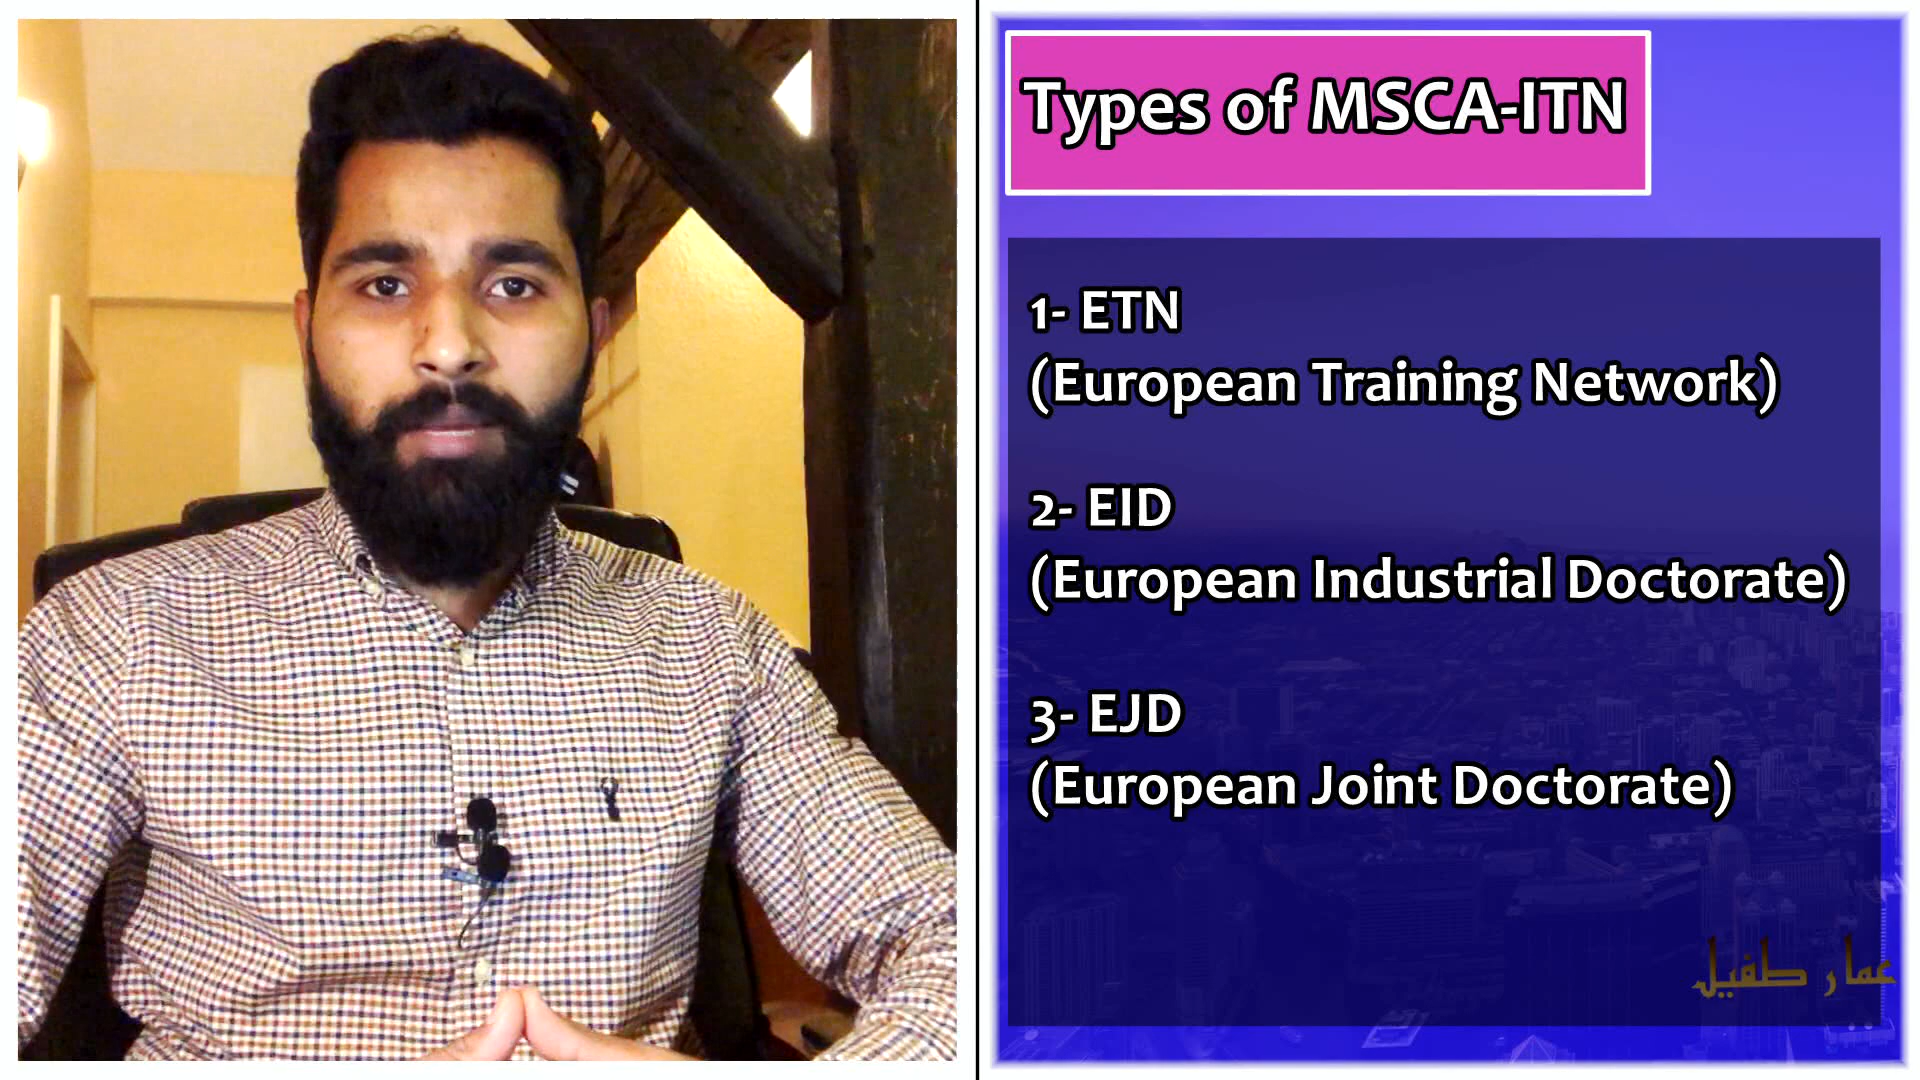 Types of MSCA-ITN
1- ETN
(European Training Network)
2- EID
(European Industrial Doctorate)
3- EJD
(European Joint Doctorate)
عمار طفیل